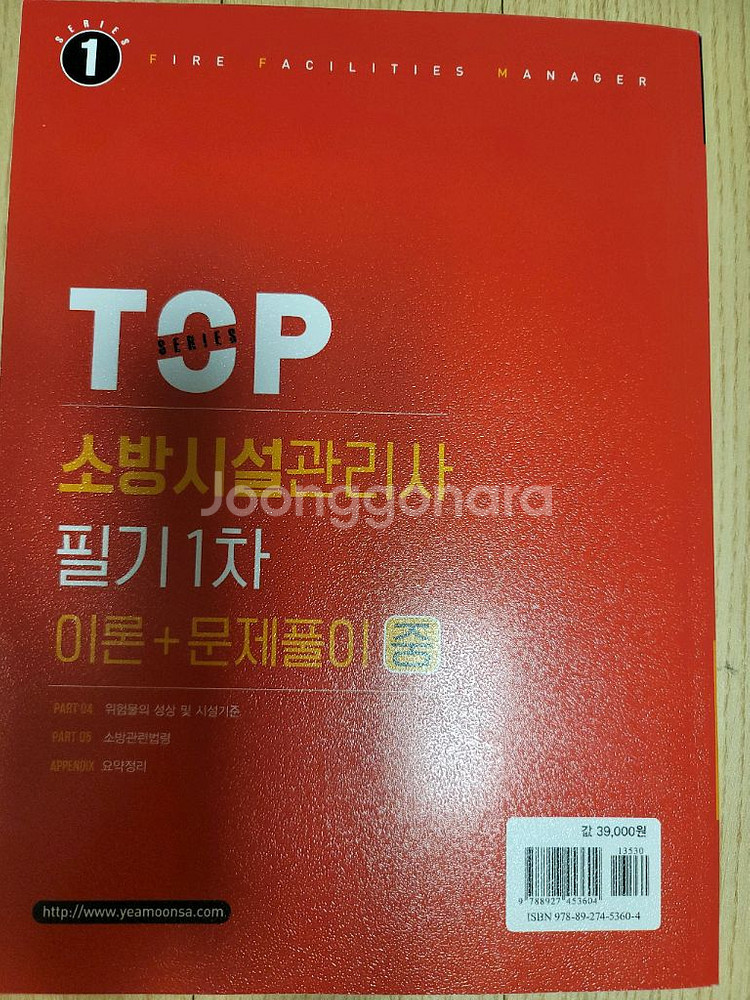 SERIES
1
FIRE FACILITIES MANAGER
TOP
SERIES
소방시설관리사
Joonggonara
필기 1차
이론+문제풀이 중
PART 04 위험물의 성상 및 시설기준
PART 05 소방관련법령
APPENDIX 요약정리
값 39,000원
13530
9 788927 453604
ISBN 978-89-274-5360-4
http://www.yeamoonsa.com